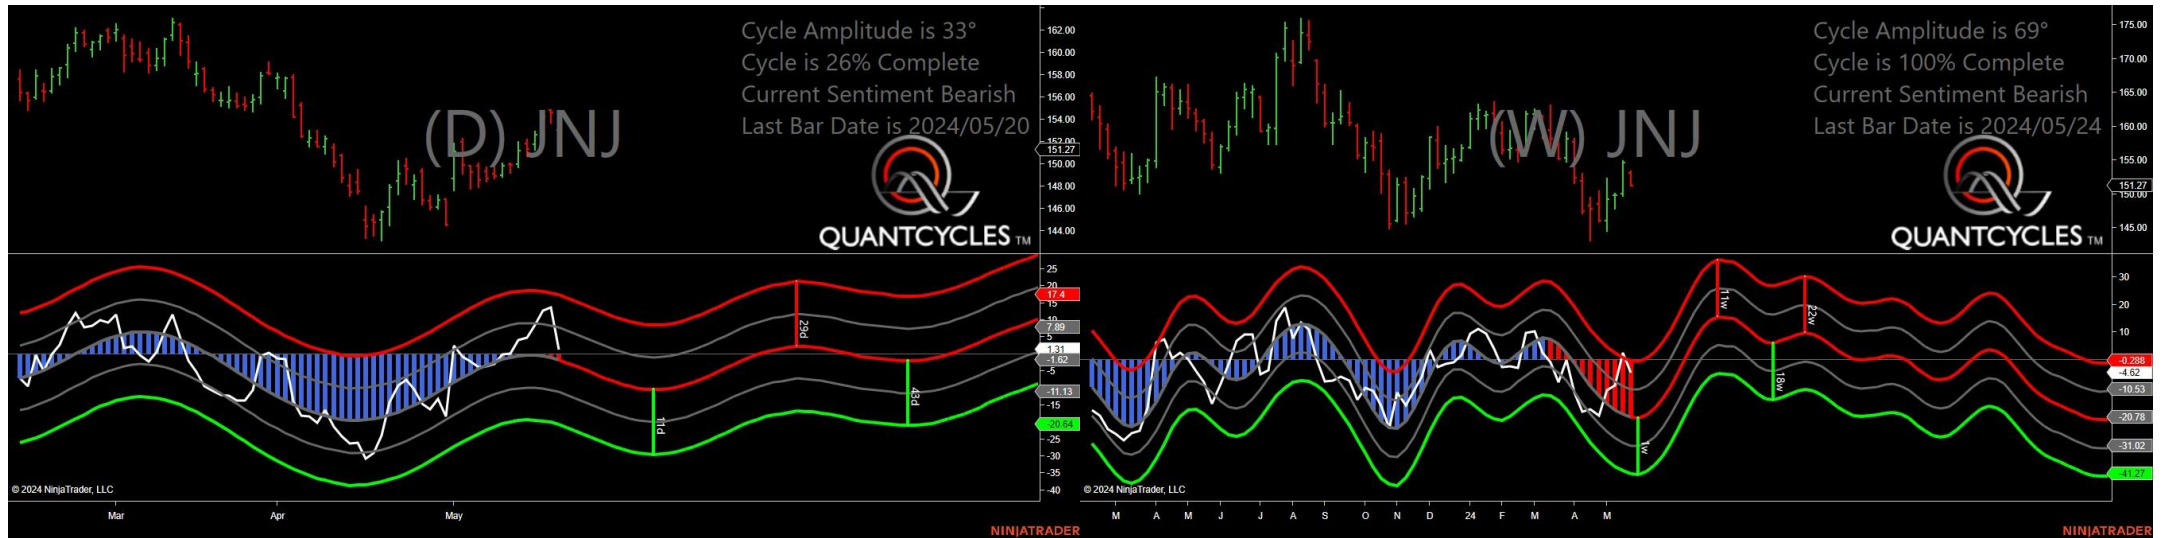 Cycle Amplitude is 33°
Cycle is 26% Complete
Current Sentiment Bearish
Last Bar Date is 2024/05/20
(D) JNJ
QUANTCYCLES TM
162.00
160.00
158.00
156.00
154.00
152.00
151.27
150.00
148.00
146.00
144.00
25
20
17.4
15
10
7.89
5
1.31
-1.62
-5
-11.13
-15
-20.64
-25
-30
-35
-40
29d
11d
43d
© 2024 NinjaTrader, LLC
Mar Apr May
NINJATRADER
Cycle Amplitude is 69°
Cycle is 100% Complete
Current Sentiment Bearish
Last Bar Date is 2024/05/24
(W) JNJ
QUANTCYCLES TM
175.00
170.00
165.00
160.00
155.00
151.27
150.00
145.00
30
20
10
-0.288
-4.62
-10.53
-20.78
-31.02
-41.27
11w
22w
18w
1w
© 2024 NinjaTrader, LLC
M A M J J A S O N D 24 F M A M
NINJATRADER